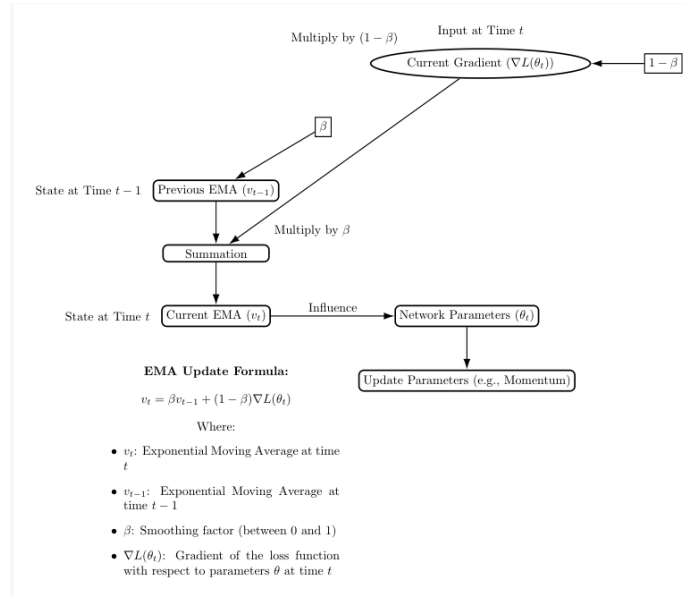 Input at Time t
Multiply by (1 − β)
Current Gradient (∇L(θₜ))
1 − β
β
State at Time t − 1
Previous EMA (vₜ₋₁)
Multiply by β
Summation
State at Time t
Current EMA (vₜ)
Influence
Network Parameters (θₜ)
Update Parameters (e.g., Momentum)
EMA Update Formula:
vₜ = βvₜ₋₁ + (1 − β)∇L(θₜ)
Where:
• vₜ: Exponential Moving Average at time
t
• vₜ₋₁: Exponential Moving Average at
time t − 1
• β: Smoothing factor (between 0 and 1)
• ∇L(θₜ): Gradient of the loss function
with respect to parameters θ at time t